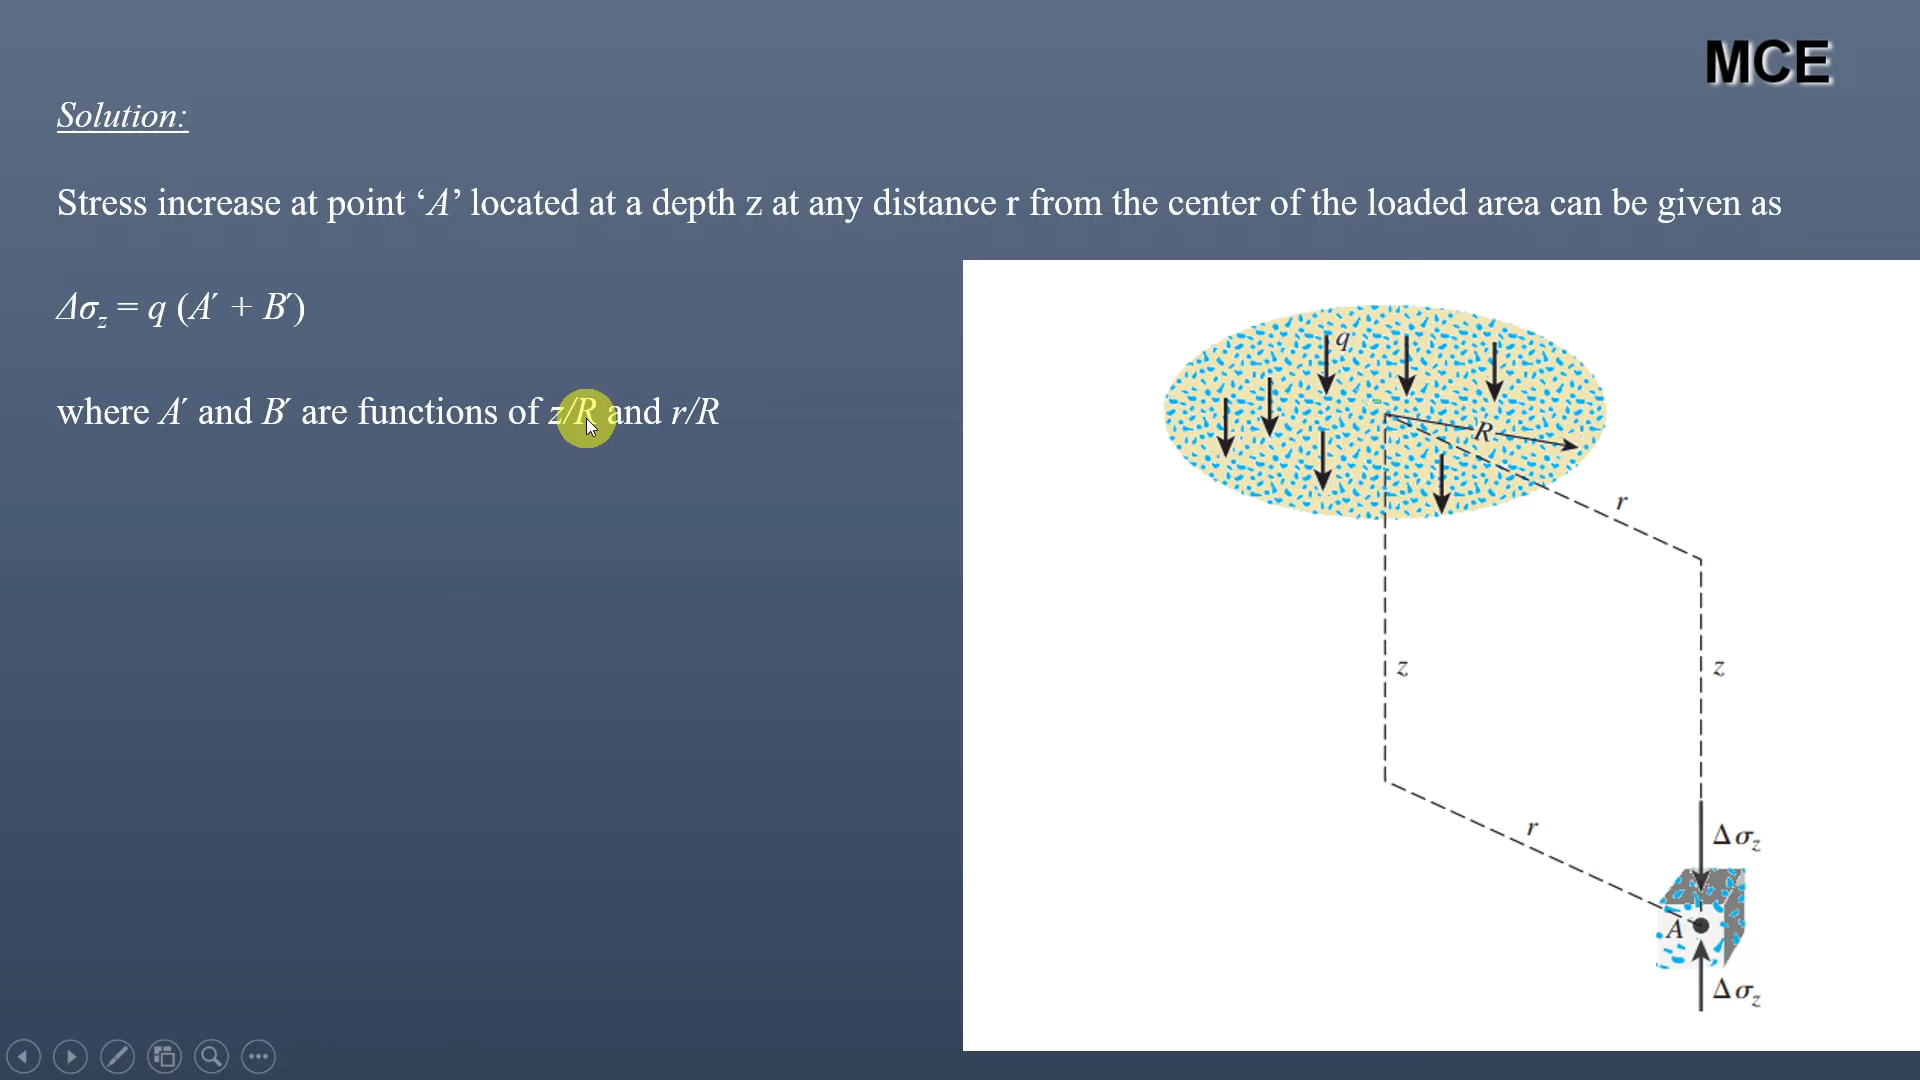 MCE
Solution:
Stress increase at point ‘A’ located at a depth z at any distance r from the center of the loaded area can be given as
Δσz = q (A′ + B′)
where A′ and B′ are functions of z/R and r/R
q
R
r
z
z
r
Δσz
A
Δσz